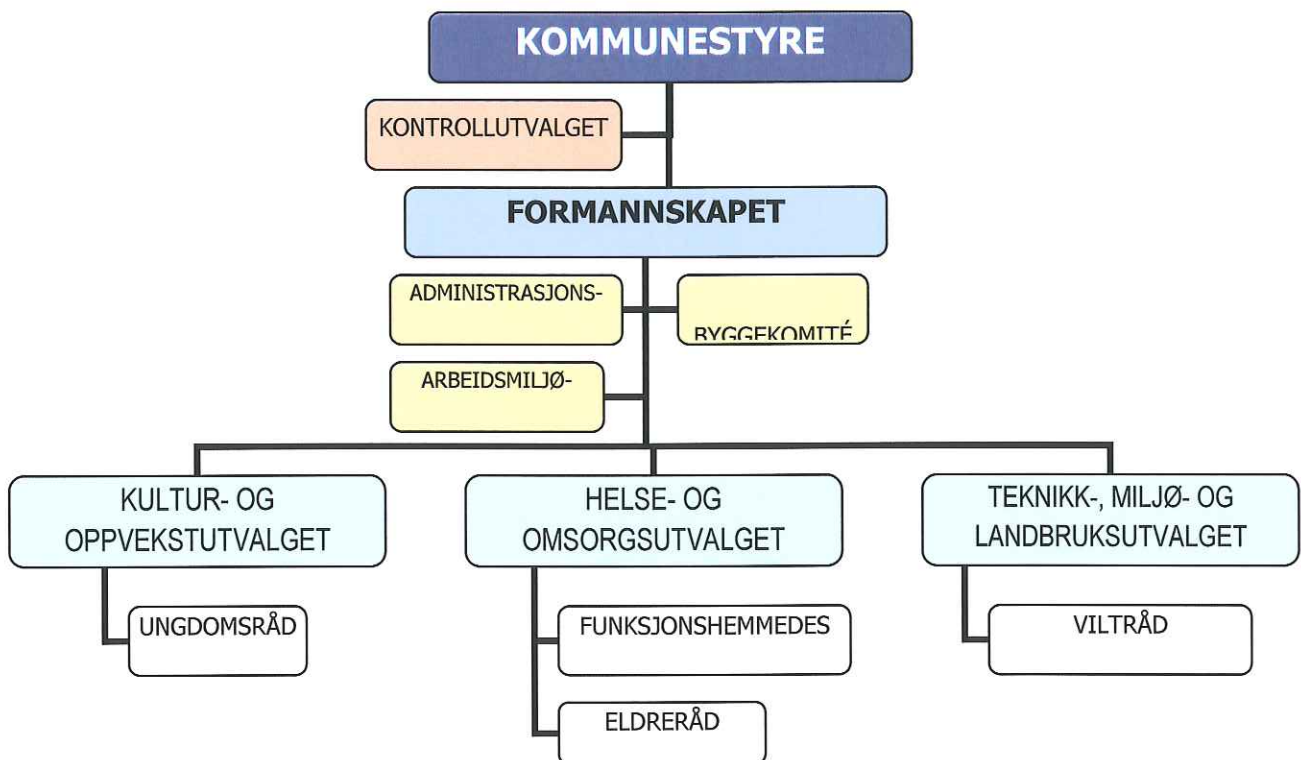 KOMMUNESTYRE
KONTROLLUTVALGET
FORMANNSKAPET
ADMINISTRASJONS-
BYGGEKOMITÉ
ARBEIDSMILJØ-
KULTUR- OG
OPPVEKSTUTVALGET
HELSE- OG
OMSORGSUTVALGET
TEKNIKK-, MILJØ- OG
LANDBRUKSUTVALGET
UNGDOMSRÅD
FUNKSJONSHEMMEDES
VILTRÅD
ELDRERÅD